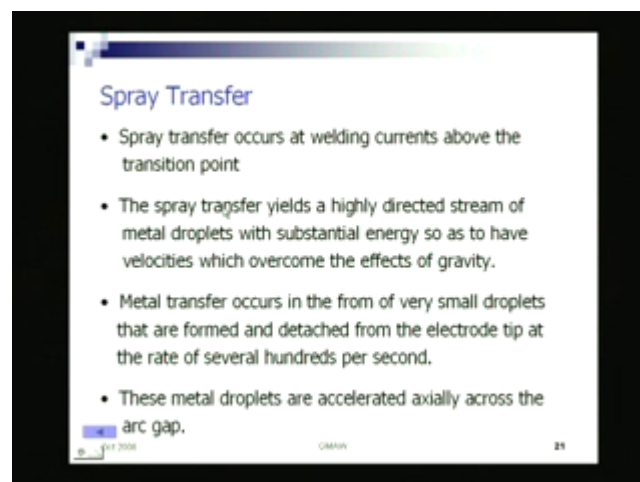 Spray Transfer
• Spray transfer occurs at welding currents above the
transition point
• The spray transfer yields a highly directed stream of
metal droplets with substantial energy so as to have
velocities which overcome the effects of gravity.
• Metal transfer occurs in the from of very small droplets
that are formed and detached from the electrode tip at
the rate of several hundreds per second.
• These metal droplets are accelerated axially across the
arc gap.
Oct 2008 GMAW 21